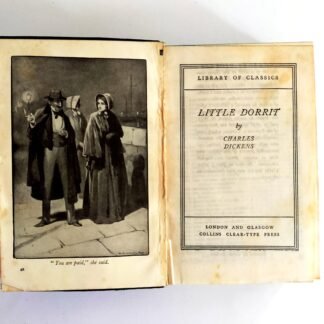 "You are paid," she said.
LIBRARY OF CLASSICS
LITTLE DORRIT
by
CHARLES
DICKENS
LONDON AND GLASGOW
COLLINS CLEAR-TYPE PRESS